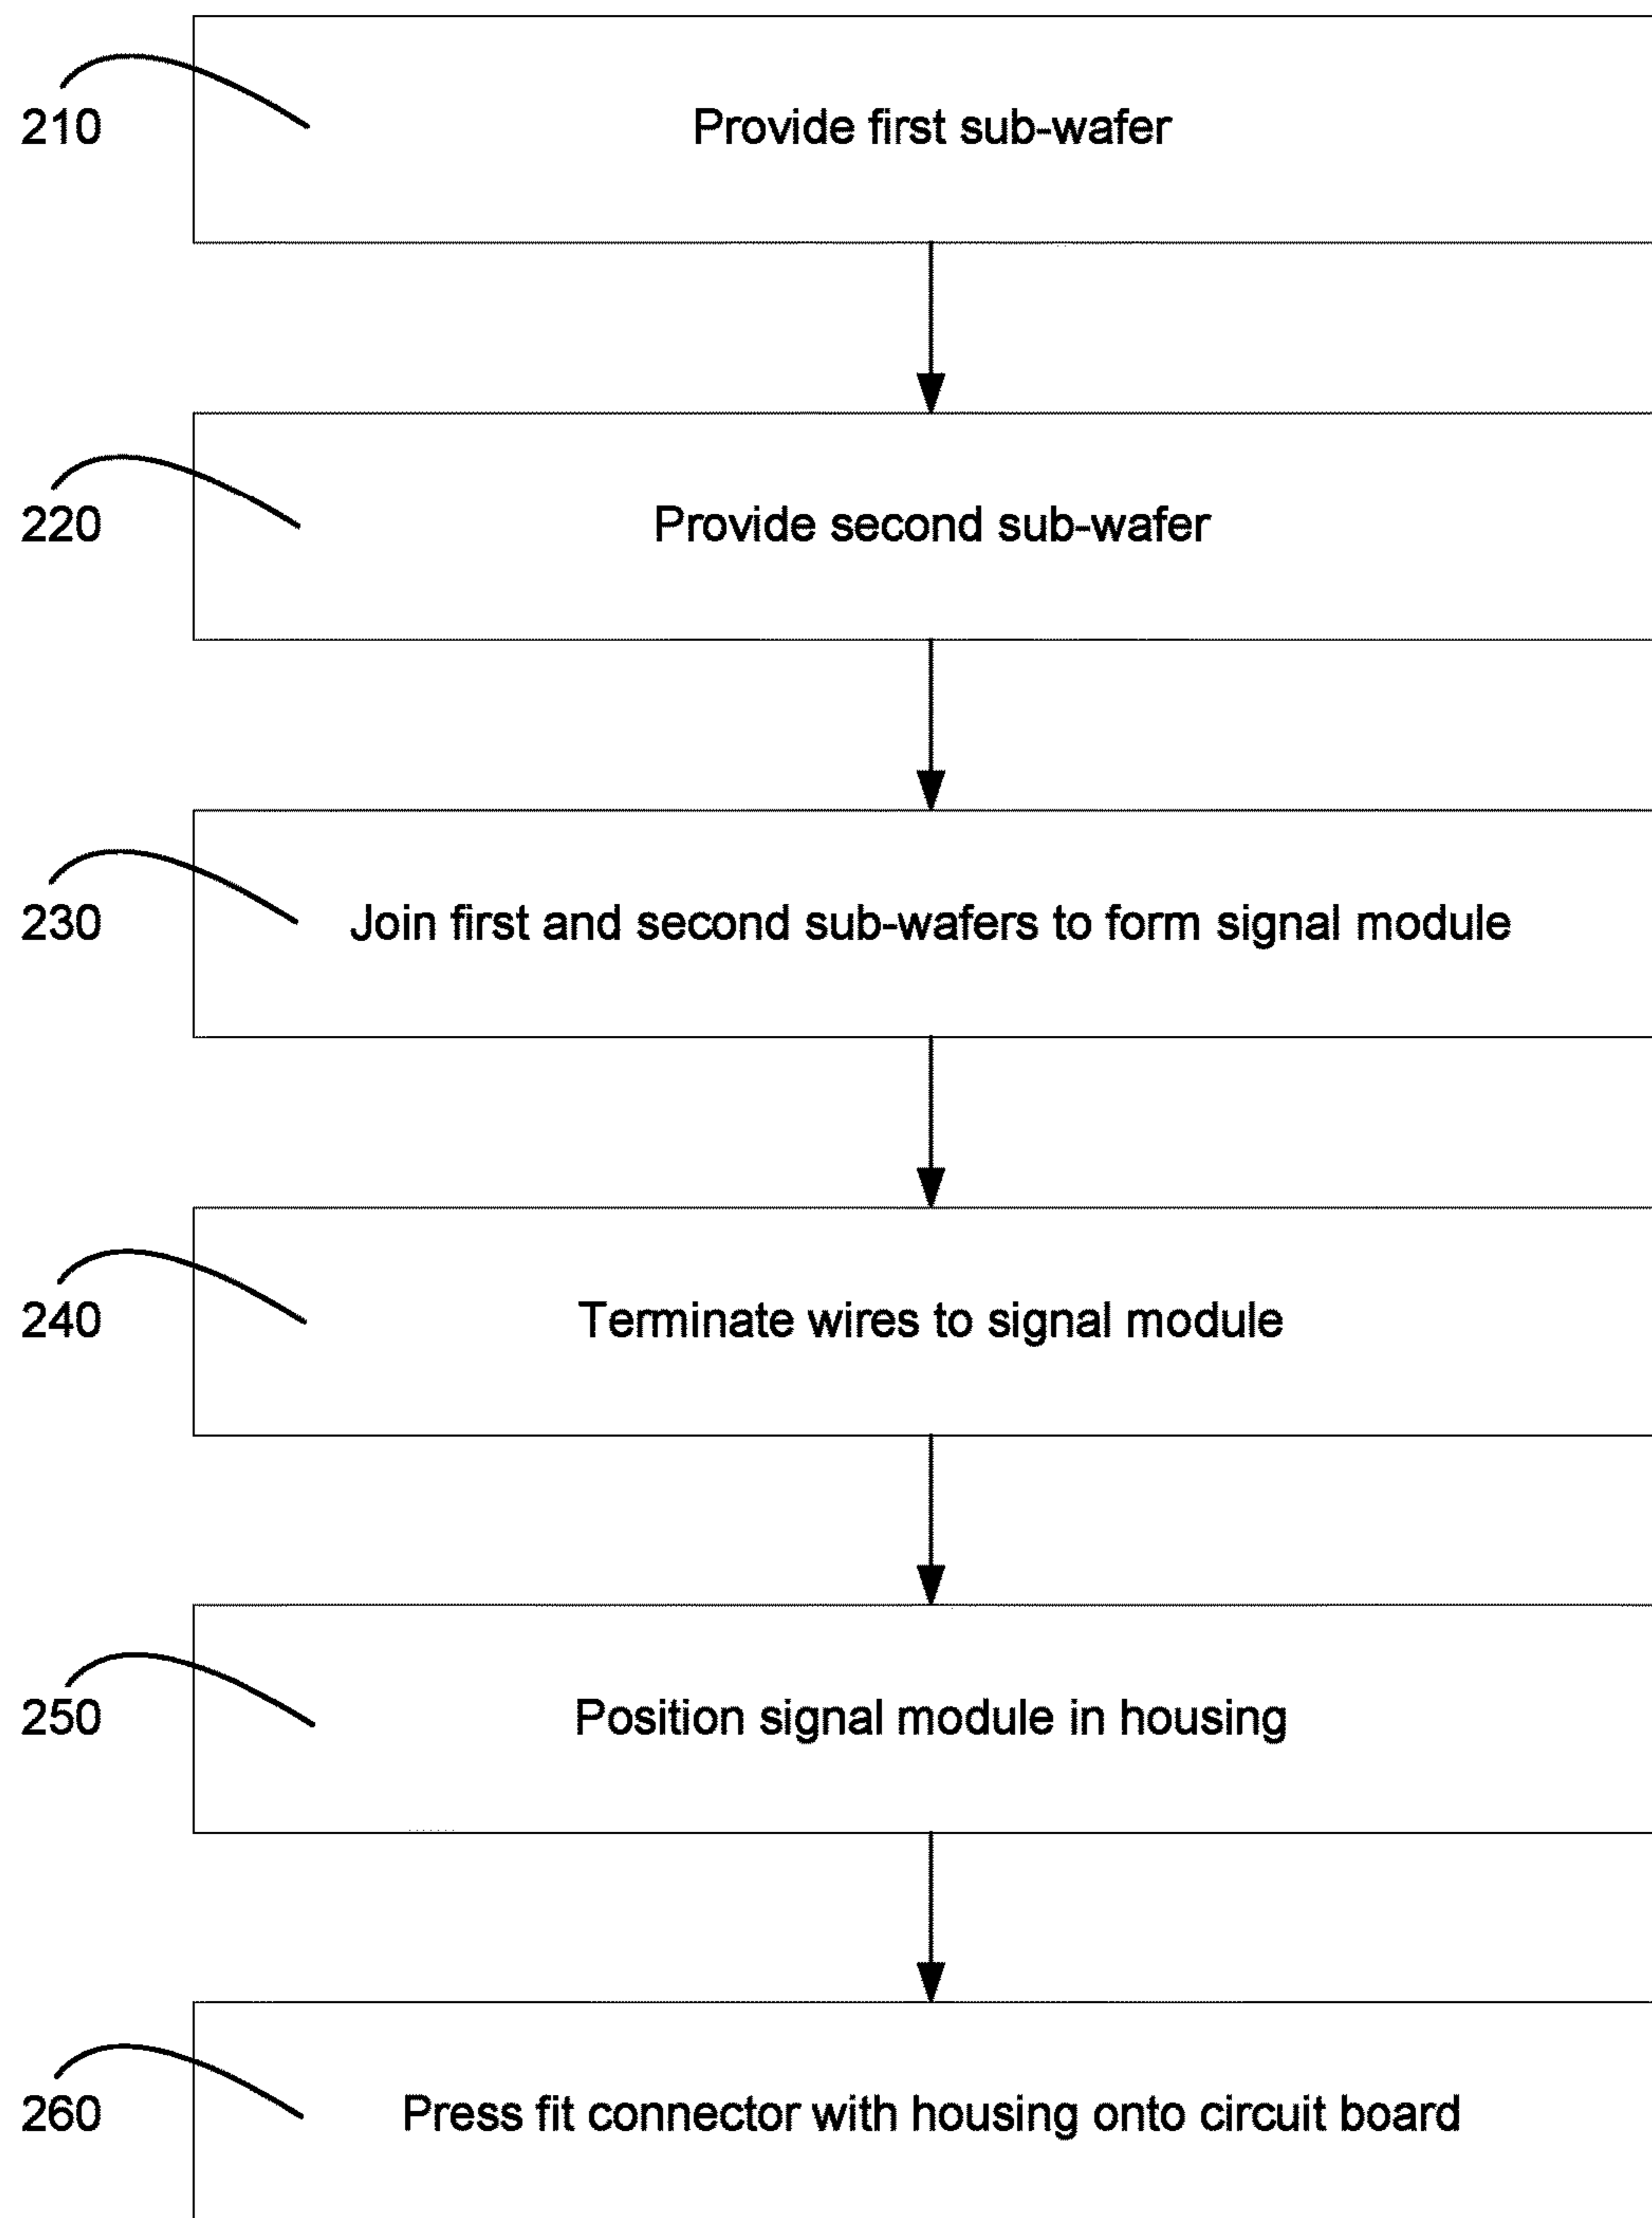 210
Provide first sub-wafer
220
Provide second sub-wafer
230
Join first and second sub-wafers to form signal module
240
Terminate wires to signal module
250
Position signal module in housing
260
Press fit connector with housing onto circuit board